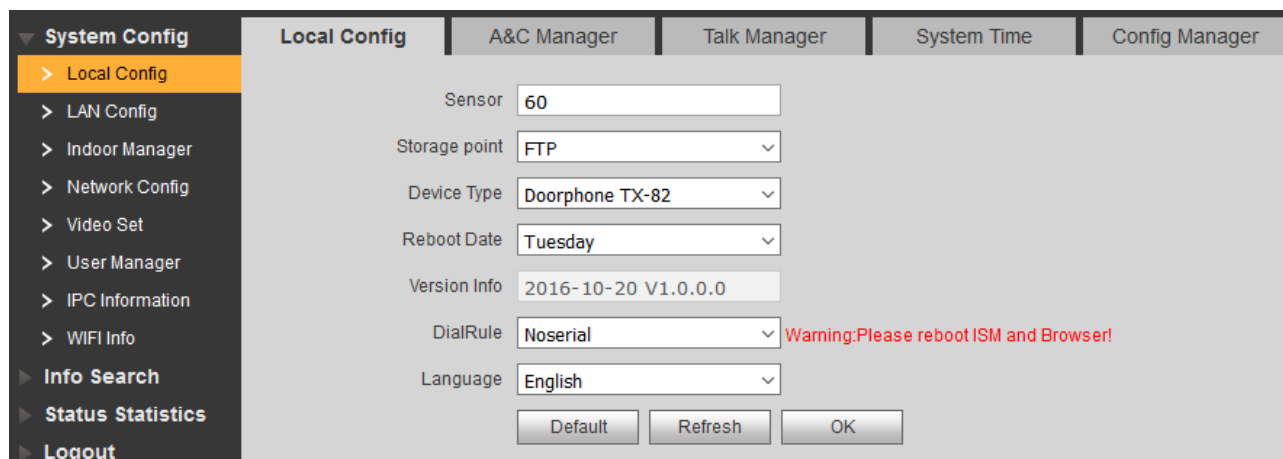 System Config
Local Config
LAN Config
Indoor Manager
Network Config
Video Set
User Manager
IPC Information
WIFI Info
Info Search
Status Statistics
Logout
Local Config A&C Manager Talk Manager System Time Config Manager
Sensor 60
Storage point FTP
Device Type Doorphone TX-82
Reboot Date Tuesday
Version Info 2016-10-20 V1.0.0.0
DialRule Noserial Warning:Please reboot ISM and Browser!
Language English
Default Refresh OK